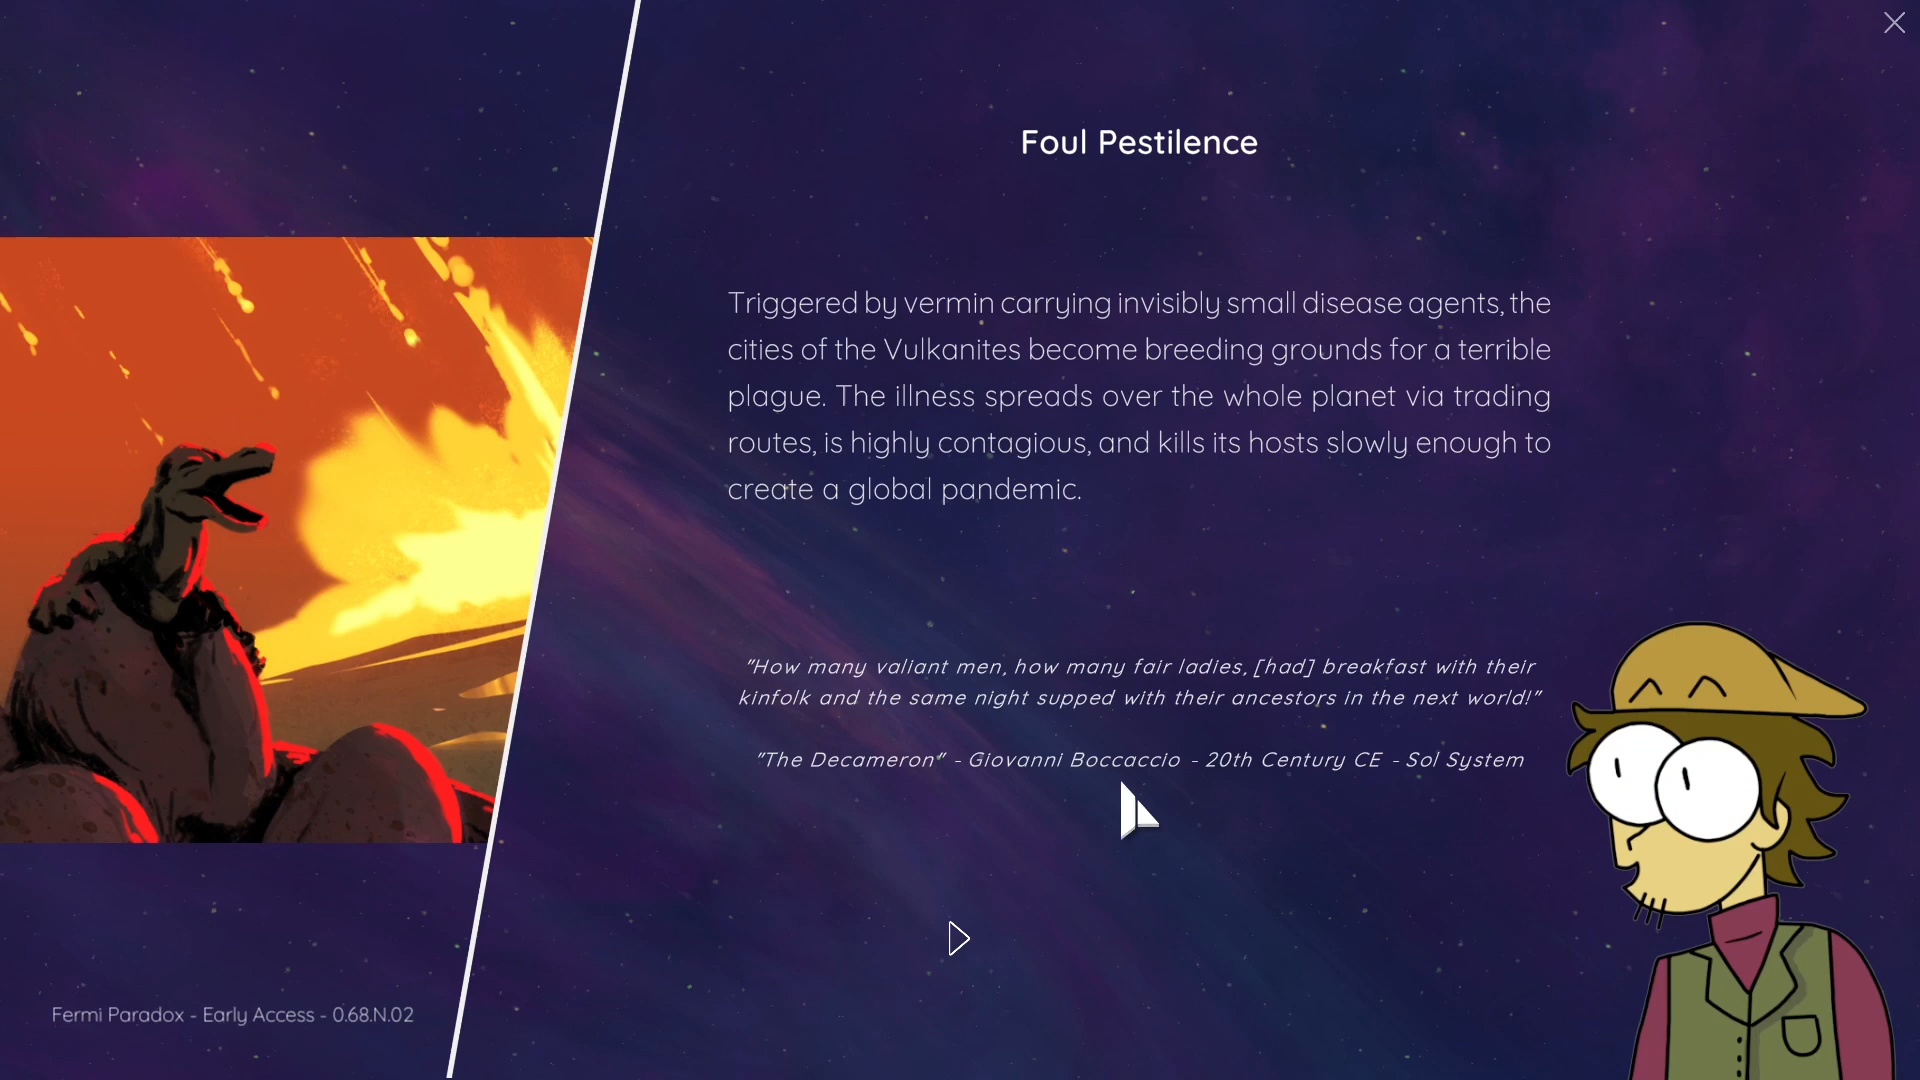 Foul Pestilence
Triggered by vermin carrying invisibly small disease agents, the
cities of the Vulkanites become breeding grounds for a terrible
plague. The illness spreads over the whole planet via trading
routes, is highly contagious, and kills its hosts slowly enough to
create a global pandemic.
"How many valiant men, how many fair ladies, [had] breakfast with their
kinfolk and the same night supped with their ancestors in the next world!"
"The Decameron" - Giovanni Boccaccio - 20th Century CE - Sol System
Fermi Paradox - Early Access - 0.68.N.02